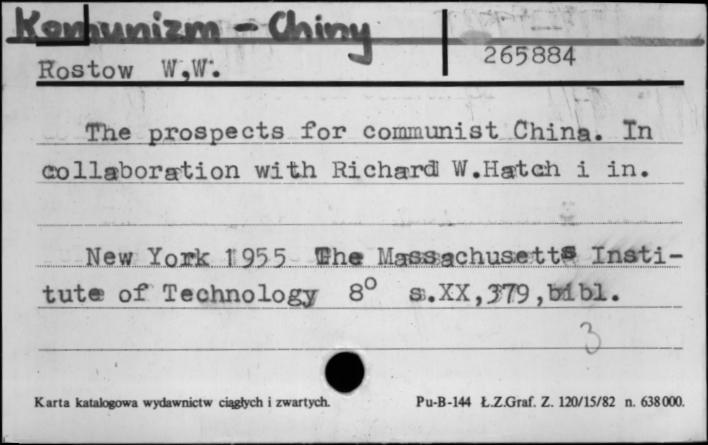 Komunizm - Chiny
265884
Rostow W,W.
The prospects for communist China. In
collaboration with Richard W.Hatch i in.
New York 1955 The Massachusetts Insti-
tute of Technology 8° s.XX,379,bibl.
3
Karta katalogowa wydawnictw ciągłych i zwartych. Pu-B-144 Ł.Z.Graf. Z. 120/15/82 n. 638000.